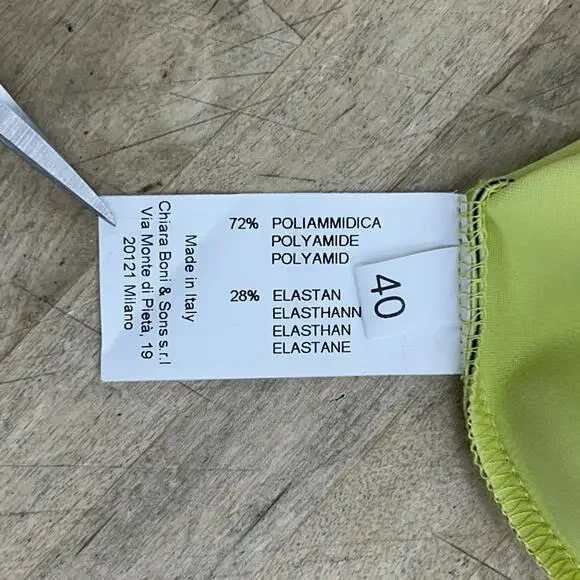 72% POLIAMMIDICA
POLYAMIDE
POLYAMID
28% ELASTAN
ELASTHANN
ELASTHAN
ELASTANE
40
Made in Italy
Chiara Boni & Sons s.r.l
Via Monte di Pietà, 19
20121 Milano